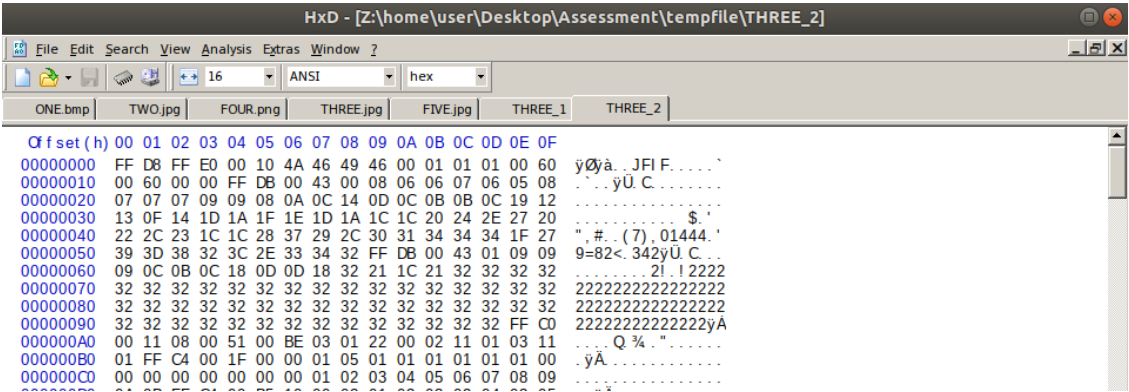 HxD - [Z:\home\user\Desktop\Assessment\tempfile\THREE_2]
File Edit Search View Analysis Extras Window ?
16 ANSI hex
ONE.bmp TWO.jpg FOUR.png THREE.jpg FIVE.jpg THREE_1 THREE_2
Offset(h) 00 01 02 03 04 05 06 07 08 09 0A 0B 0C 0D 0E 0F
00000000 FF D8 FF E0 00 10 4A 46 49 46 00 01 01 01 00 60 ÿØÿà..JFIF.....`
00000010 00 60 00 00 FF DB 00 43 00 08 06 06 07 06 05 08 .`..ÿÛ.C........
00000020 07 07 07 09 09 08 0A 0C 14 0D 0C 0B 0B 0C 19 12 ................
00000030 13 0F 14 1D 1A 1F 1E 1D 1A 1C 1C 20 24 2E 27 20 ........... $.'
00000040 22 2C 23 1C 1C 28 37 29 2C 30 31 34 34 34 1F 27 ",#..(7),01444.'
00000050 39 3D 38 32 3C 2E 33 34 32 FF DB 00 43 01 09 09 9=82<.342ÿÛ.C...
00000060 09 0C 0B 0C 18 0D 0D 18 32 21 1C 21 32 32 32 32 ........2!.!2222
00000070 32 32 32 32 32 32 32 32 32 32 32 32 32 32 32 32 2222222222222222
00000080 32 32 32 32 32 32 32 32 32 32 32 32 32 32 32 32 2222222222222222
00000090 32 32 32 32 32 32 32 32 32 32 32 32 32 32 FF C0 22222222222222ÿÀ
000000A0 00 11 08 00 51 00 BE 03 01 22 00 02 11 01 03 11 ....Q.¾.."......
000000B0 01 FF C4 00 1F 00 00 01 05 01 01 01 01 01 01 00 .ÿÄ.............
000000C0 00 00 00 00 00 00 00 01 02 03 04 05 06 07 08 09 ................